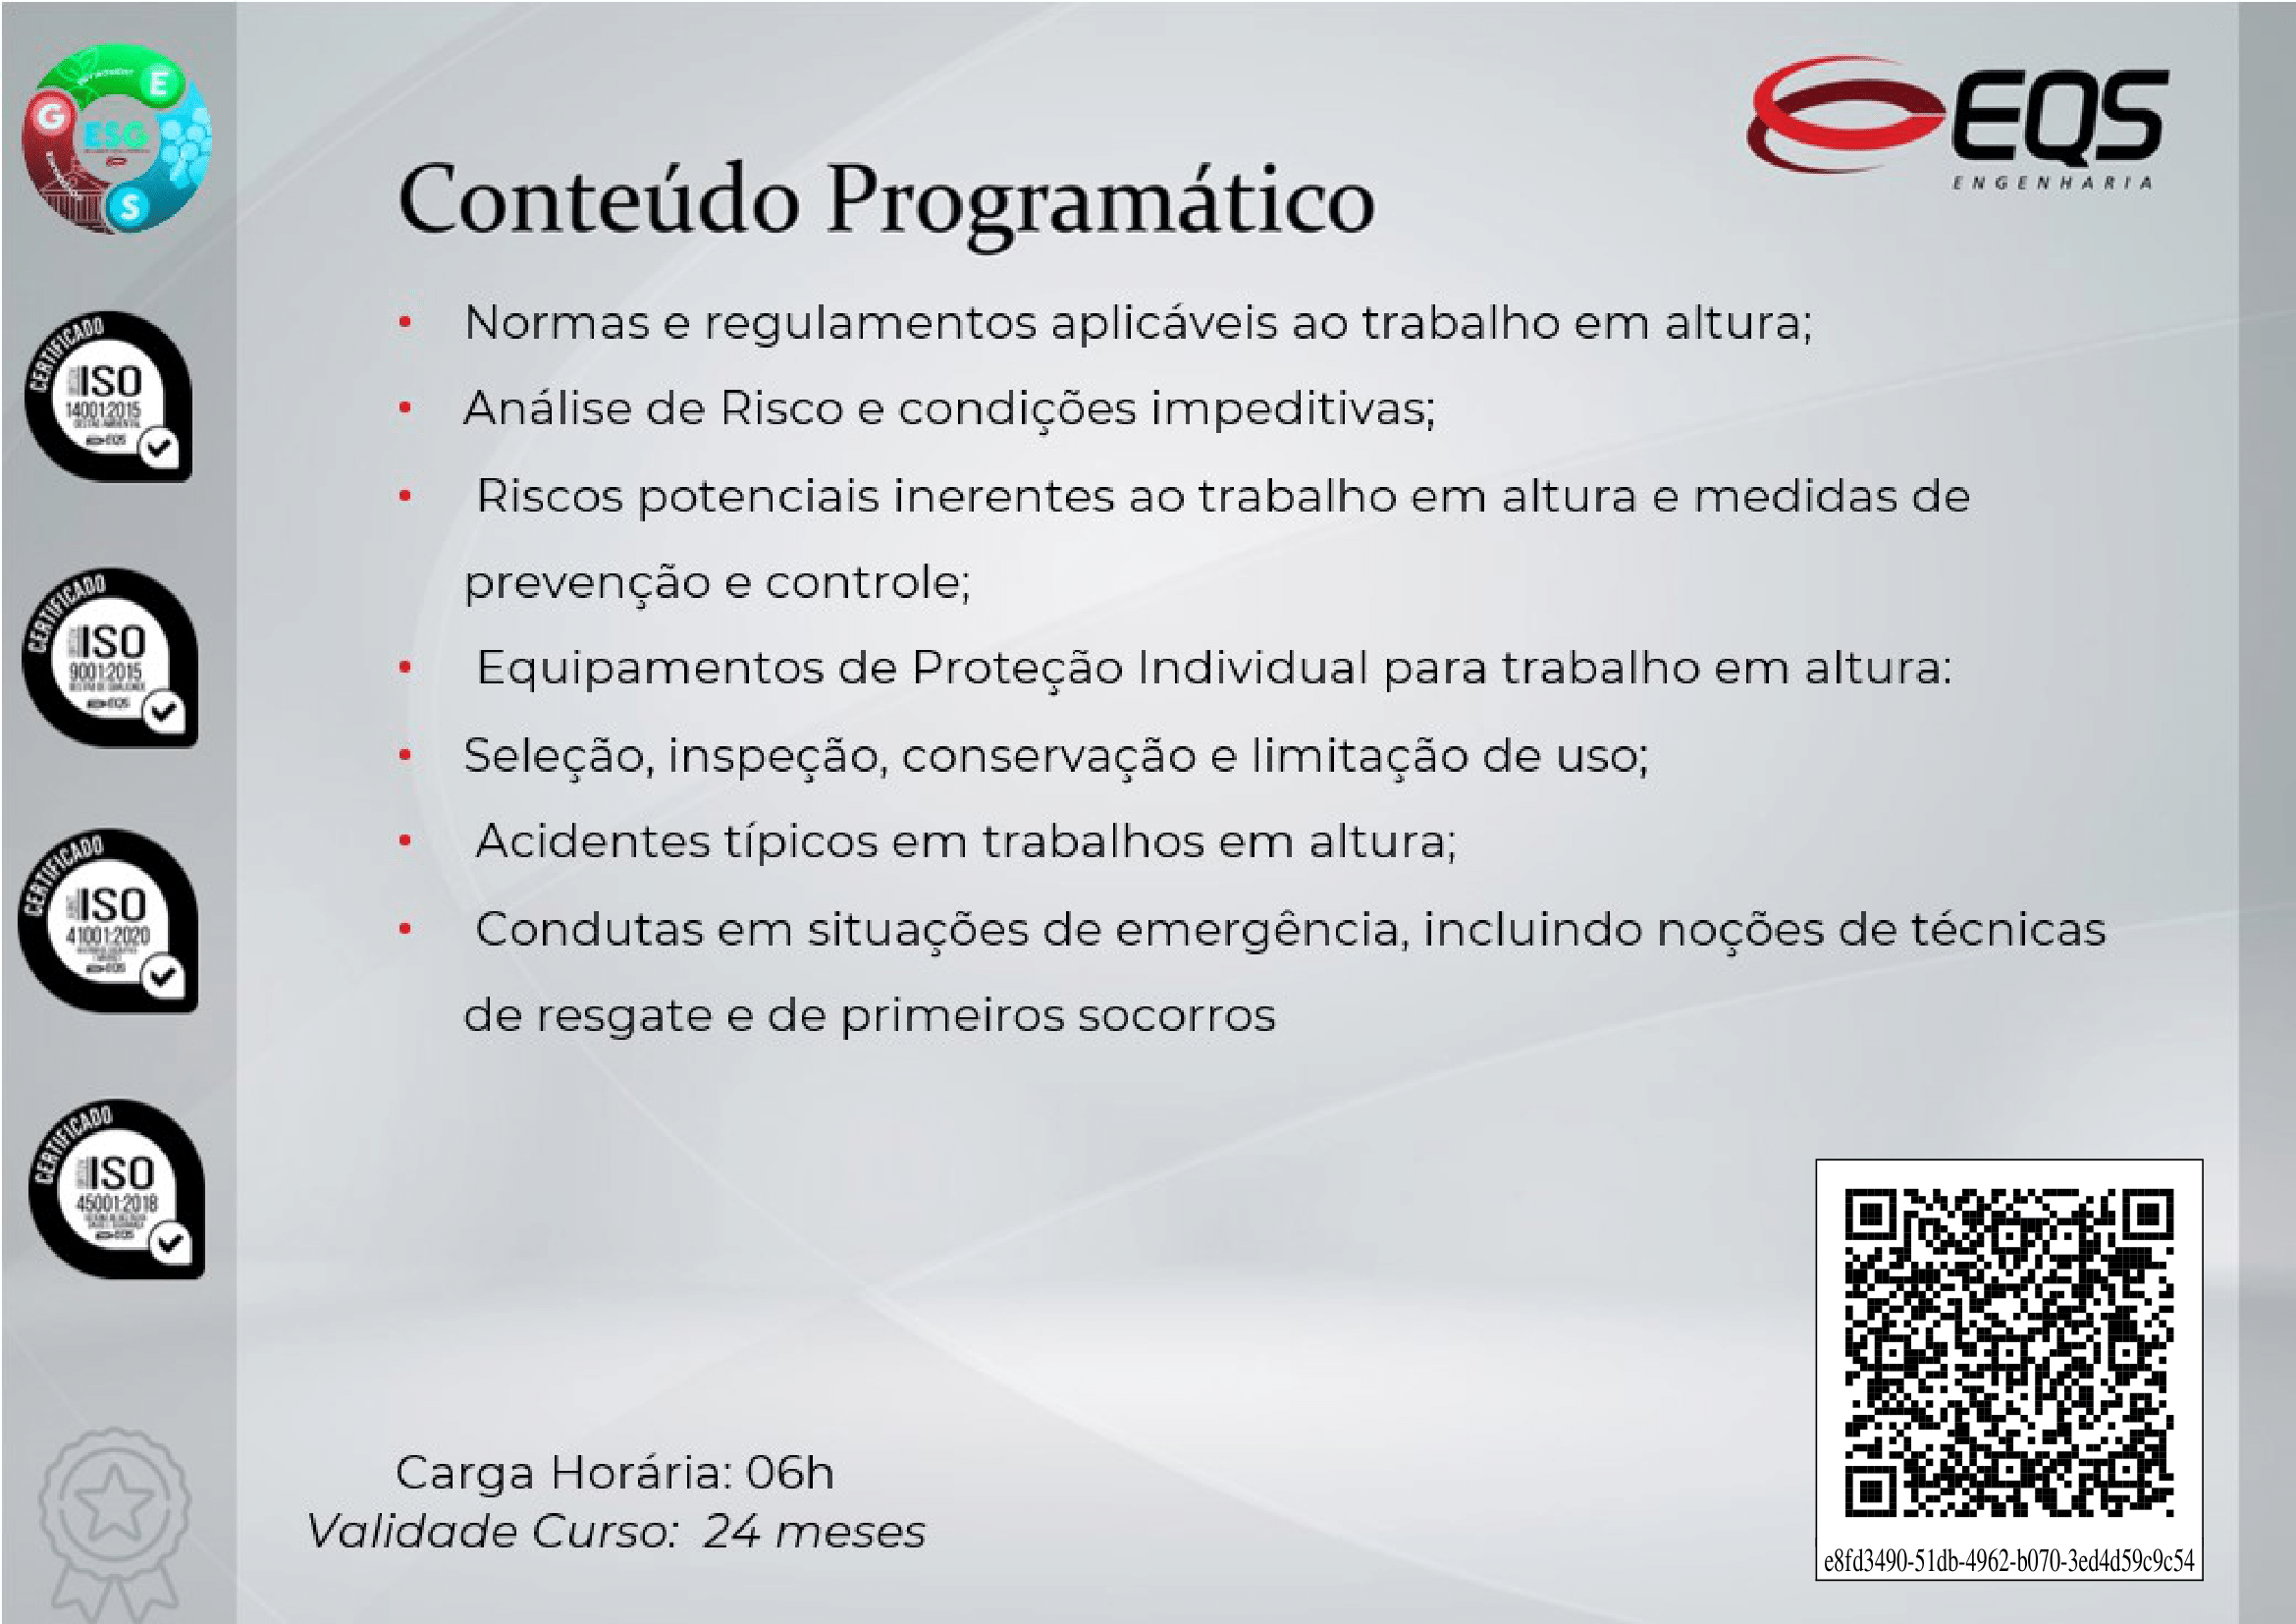 E
G
ESG
S
EQS
ENGENHARIA
Conteúdo Programático
• Normas e regulamentos aplicáveis ao trabalho em altura;
• Análise de Risco e condições impeditivas;
• Riscos potenciais inerentes ao trabalho em altura e medidas de
prevenção e controle;
• Equipamentos de Proteção Individual para trabalho em altura:
• Seleção, inspeção, conservação e limitação de uso;
• Acidentes típicos em trabalhos em altura;
• Condutas em situações de emergência, incluindo noções de técnicas
de resgate e de primeiros socorros
CERTIFICADO
ISO
14001:2015
CERTIFICADO
ISO
9001:2015
CERTIFICADO
ISO
41001:2020
CERTIFICADO
ISO
45001:2018
Carga Horária: 06h
Validade Curso: 24 meses
e8fd3490-51db-4962-b070-3ed4d59c9c54